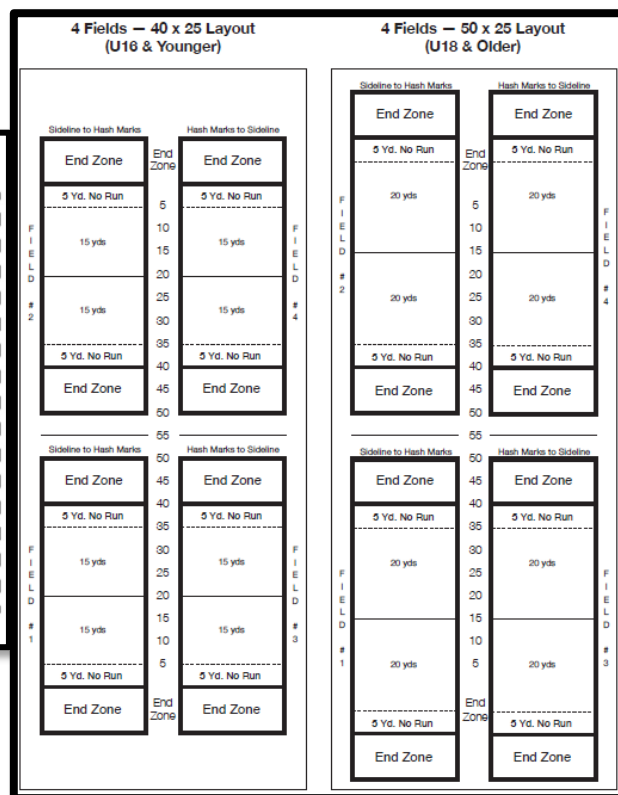 4 Fields — 40 x 25 Layout
(U16 & Younger)
Sideline to Hash Marks
Hash Marks to Sideline
End Zone
End
Zone
End Zone
5 Yd. No Run
5 Yd. No Run
5
10
15 yds
15 yds
15
20
25
15 yds
15 yds
30
35
5 Yd. No Run
5 Yd. No Run
40
End Zone
45
End Zone
50
FIELD #2
FIELD #4
55
Sideline to Hash Marks
50
Hash Marks to Sideline
End Zone
45
End Zone
40
5 Yd. No Run
5 Yd. No Run
35
30
15 yds
15 yds
25
20
15
15 yds
15 yds
10
5
5 Yd. No Run
5 Yd. No Run
End Zone
End
Zone
End Zone
FIELD #1
FIELD #3
4 Fields — 50 x 25 Layout
(U18 & Older)
Sideline to Hash Marks
Hash Marks to Sideline
End Zone
End Zone
5 Yd. No Run
End
Zone
5 Yd. No Run
20 yds
20 yds
5
10
15
20
25
20 yds
20 yds
30
35
5 Yd. No Run
5 Yd. No Run
40
End Zone
45
End Zone
50
FIELD #2
FIELD #4
55
Sideline to Hash Marks
50
Hash Marks to Sideline
End Zone
45
End Zone
40
5 Yd. No Run
5 Yd. No Run
35
30
20 yds
20 yds
25
20
15
10
20 yds
20 yds
5
5 Yd. No Run
End
Zone
5 Yd. No Run
End Zone
End Zone
FIELD #1
FIELD #3